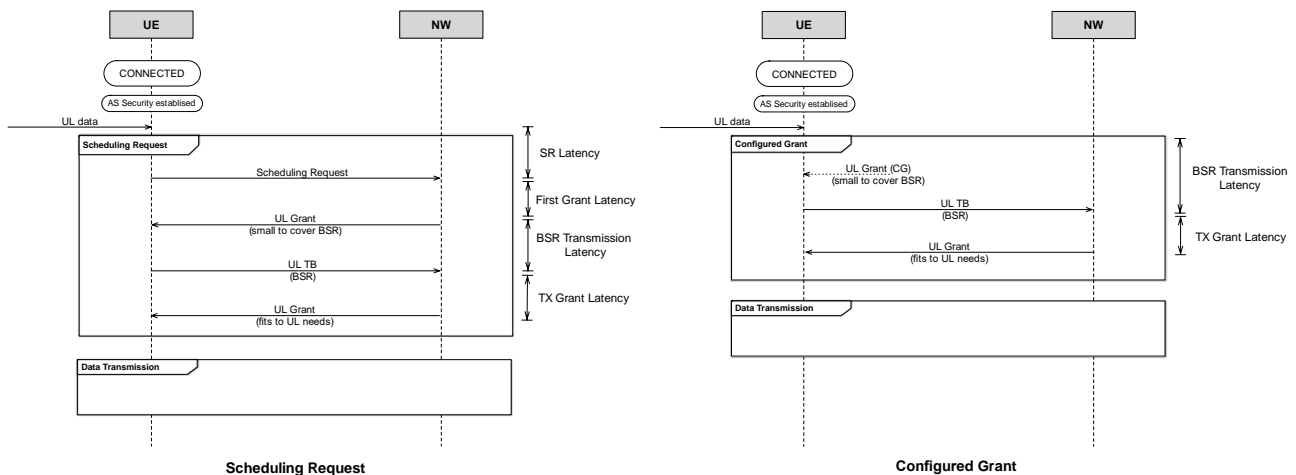 UE
NW
CONNECTED
AS Security establised
UL data
Scheduling Request
SR Latency
Scheduling Request
First Grant Latency
UL Grant
(small to cover BSR)
BSR Transmission
Latency
UL TB
(BSR)
TX Grant Latency
UL Grant
(fits to UL needs)
Data Transmission
Scheduling Request
UE
NW
CONNECTED
AS Security establised
UL data
Configured Grant
UL Grant (CG)
(small to cover BSR)
BSR Transmission
Latency
UL TB
(BSR)
TX Grant Latency
UL Grant
(fits to UL needs)
Data Transmission
Configured Grant